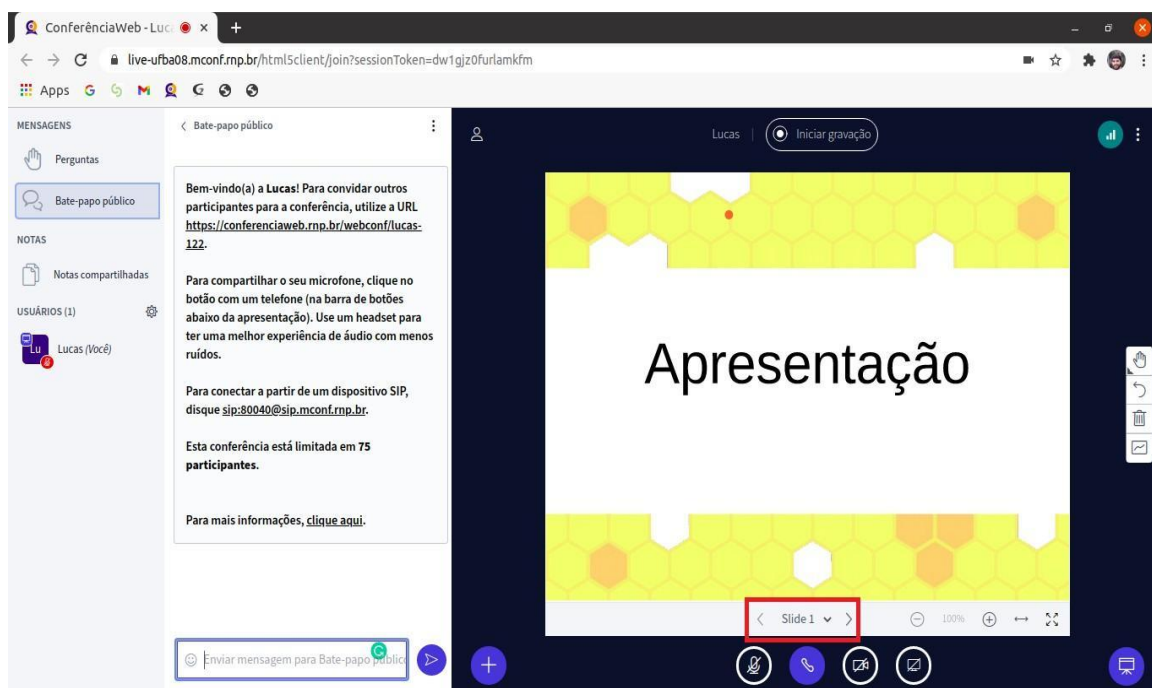 ConferênciaWeb - Luc
live-ufba08.mconf.rnp.br/html5client/join?sessionToken=dw1gjz0furlamkfm
Apps
MENSAGENS
Perguntas
Bate-papo público
NOTAS
Notas compartilhadas
USUÁRIOS (1)
Lu
Lucas (Você)
Bate-papo público
Bem-vindo(a) a Lucas! Para convidar outros
participantes para a conferência, utilize a URL
https://conferenciaweb.rnp.br/webconf/lucas-
122.
Para compartilhar o seu microfone, clique no
botão com um telefone (na barra de botões
abaixo da apresentação). Use um headset para
ter uma melhor experiência de áudio com menos
ruídos.
Para conectar a partir de um dispositivo SIP,
disque sip:80040@sip.mconf.rnp.br.
Esta conferência está limitada em 75
participantes.
Para mais informações, clique aqui.
Enviar mensagem para Bate-papo público
Lucas
Iniciar gravação
Apresentação
Slide 1
100%